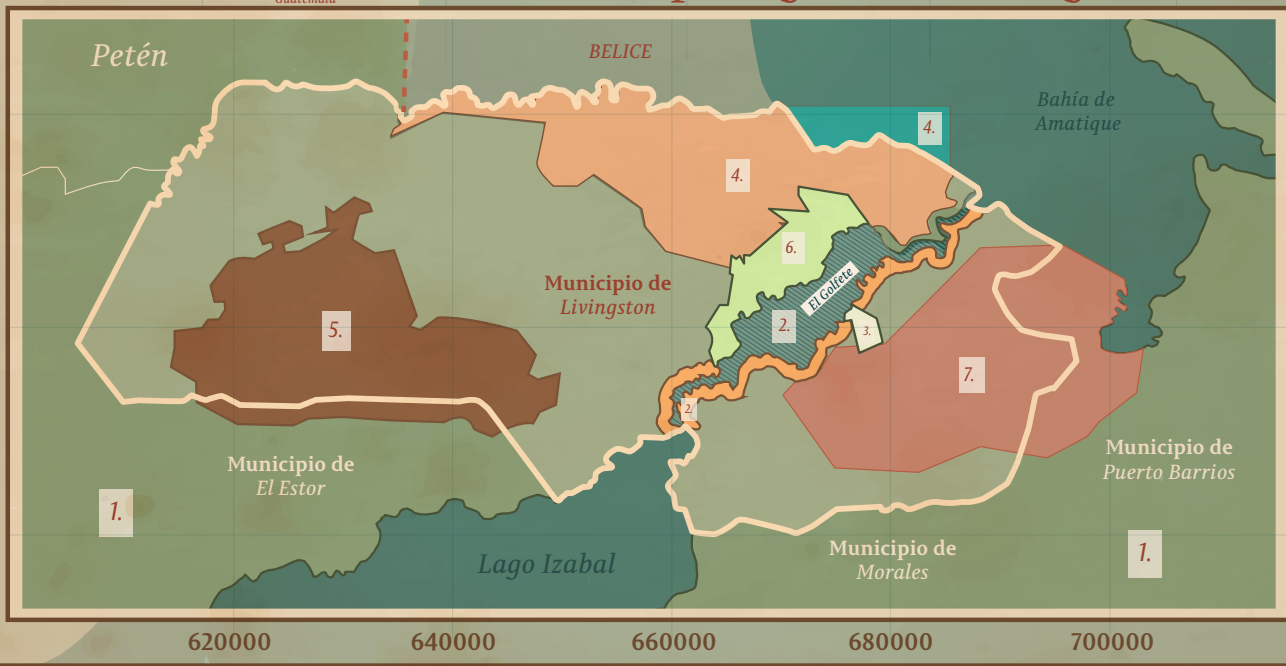 Guatemala
Petén
BELICE
Bahía de
Amatique
4.
4.
6.
El Golfete
Municipio de
Livingston
5.
2.
3.
7.
2.
Municipio de
El Estor
Municipio de
Puerto Barrios
1.
Lago Izabal
Municipio de
Morales
1.
620000
640000
660000
680000
700000